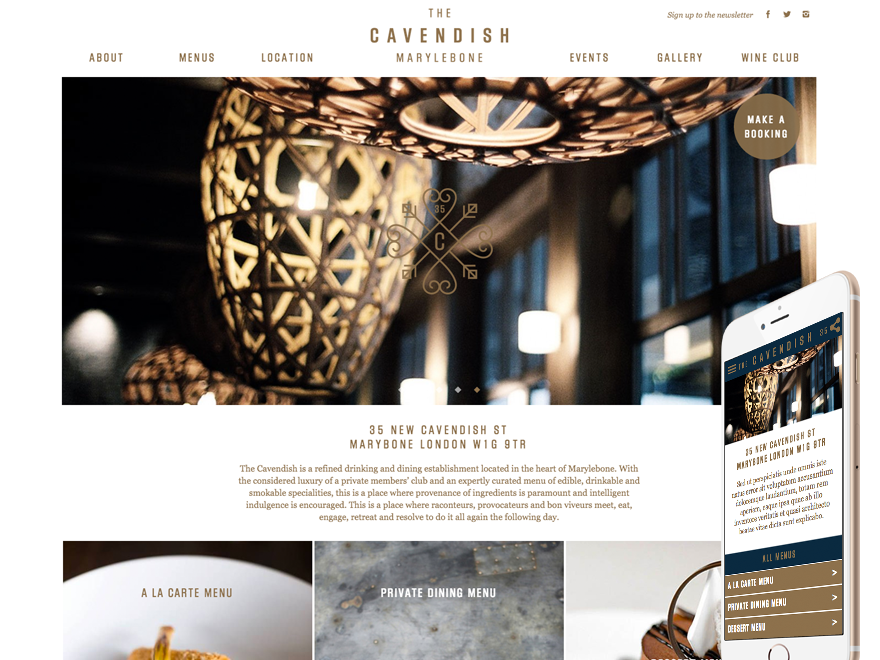 THE
CAVENDISH
MARYLEBONE
Sign up to the newsletter
ABOUT
MENUS
LOCATION
EVENTS
GALLERY
WINE CLUB
MAKE A
BOOKING
35
C
35 NEW CAVENDISH ST
MARYBONE LONDON W1G 9TR
The Cavendish is a refined drinking and dining establishment located in the heart of Marylebone. With
the considered luxury of a private members' club and an expertly curated menu of edible, drinkable and
smokable specialities, this is a place where provenance of ingredients is paramount and intelligent
indulgence is encouraged. This is a place where raconteurs, provocateurs and bon viveurs meet, eat,
engage, retreat and resolve to do it all again the following day.
A LA CARTE MENU
PRIVATE DINING MENU
THE CAVENDISH 35
35 NEW CAVENDISH ST
MARYBONE LONDON W1G 9TR
Sed ut perspiciatis unde omnis iste
natus error sit voluptatem accusantium
doloremque laudantium, totam rem
aperiam, eaque ipsa quae ab illo
inventore veritatis et quasi architecto
beatae vitae dicta sunt explicabo.
ALL MENUS
A LA CARTE MENU >
PRIVATE DINING MENU >
DESSERT MENU >